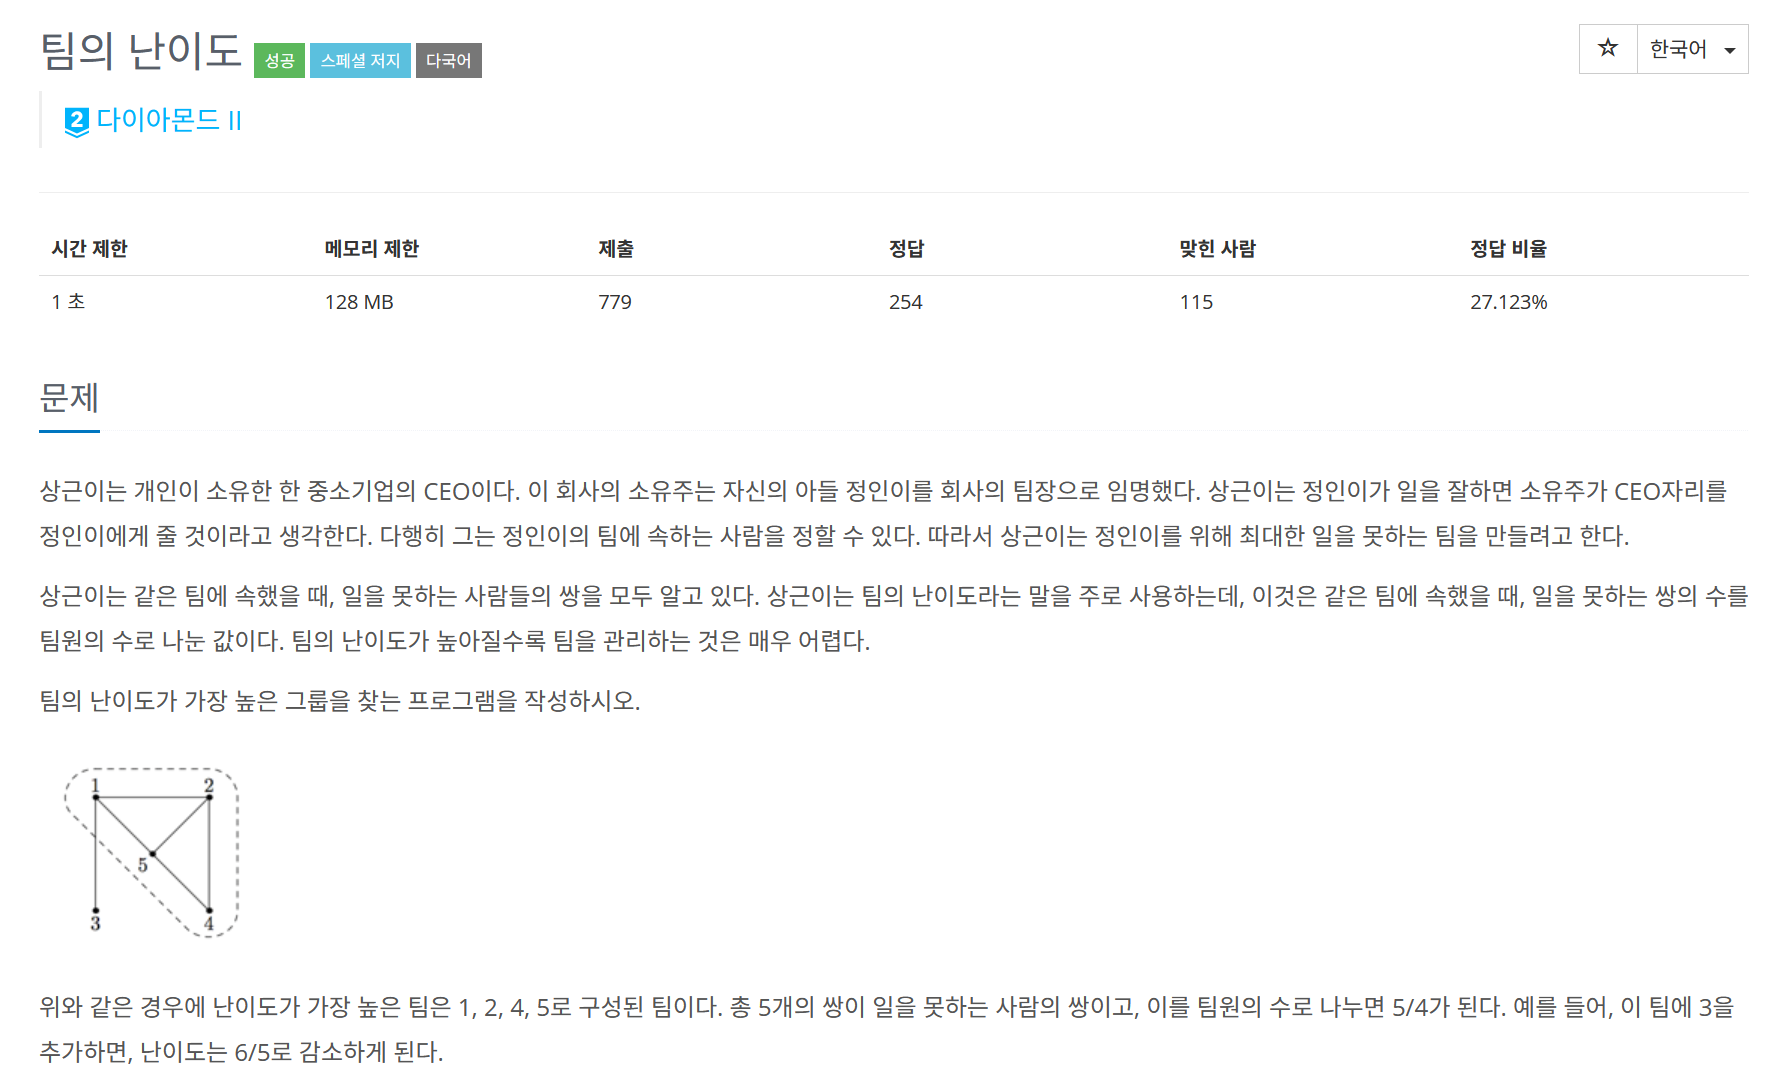 팀의 난이도 성공 스페셜 저지 다국어
☆ 한국어
2 다이아몬드 II
시간 제한 메모리 제한 제출 정답 맞힌 사람 정답 비율
1 초 128 MB 779 254 115 27.123%
문제
상근이는 개인이 소유한 한 중소기업의 CEO이다. 이 회사의 소유주는 자신의 아들 정인이를 회사의 팀장으로 임명했다. 상근이는 정인이가 일을 잘하면 소유주가 CEO자리를
정인이에게 줄 것이라고 생각한다. 다행히 그는 정인이의 팀에 속하는 사람을 정할 수 있다. 따라서 상근이는 정인이를 위해 최대한 일을 못하는 팀을 만들려고 한다.
상근이는 같은 팀에 속했을 때, 일을 못하는 사람들의 쌍을 모두 알고 있다. 상근이는 팀의 난이도라는 말을 주로 사용하는데, 이것은 같은 팀에 속했을 때, 일을 못하는 쌍의 수를
팀원의 수로 나눈 값이다. 팀의 난이도가 높아질수록 팀을 관리하는 것은 매우 어렵다.
팀의 난이도가 가장 높은 그룹을 찾는 프로그램을 작성하시오.
1 2
5
3 4
위와 같은 경우에 난이도가 가장 높은 팀은 1, 2, 4, 5로 구성된 팀이다. 총 5개의 쌍이 일을 못하는 사람의 쌍이고, 이를 팀원의 수로 나누면 5/4가 된다. 예를 들어, 이 팀에 3을
추가하면, 난이도는 6/5로 감소하게 된다.